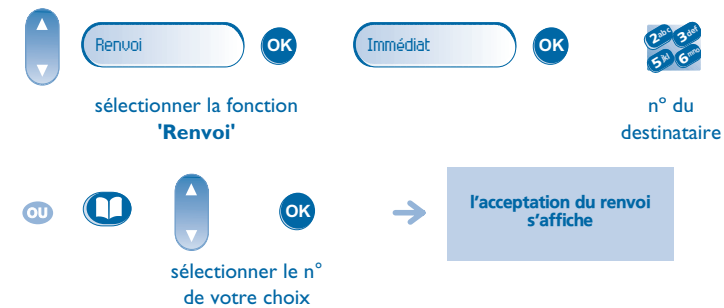 Renvoi
OK
Immédiat
OK
2abc 3def
5jkl 6mno
sélectionner la fonction
'Renvoi'
n° du
destinataire
OU
OK
l'acceptation du renvoi
s'affiche
sélectionner le n°
de votre choix